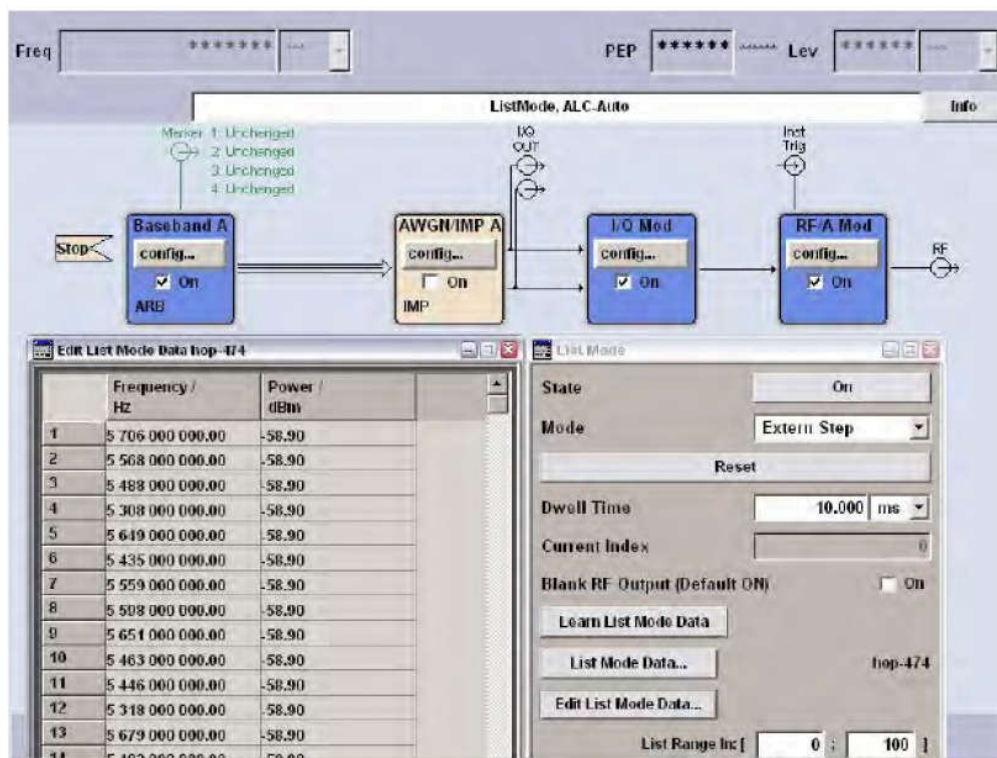 Freq ******* --- PEP ****** ------ Lev ****** ---
ListMode, ALC-Auto Info
Marker 1: Unchanged
2: Unchanged
3: Unchanged
4: Unchanged
I/Q
OUT
Inst
Trig
Stop
Baseband A
config...
On
ARB
AWGN/IMP A
config...
On
IMP
I/Q Mod
config...
On
RF/A Mod
config...
On
RF
Edit List Mode Data hop-474
Frequency / Power /
Hz dBm
1 5 706 000 000.00 -58.90
2 5 568 000 000.00 -58.90
3 5 488 000 000.00 -58.90
4 5 308 000 000.00 -58.90
5 5 649 000 000.00 -58.90
6 5 435 000 000.00 -58.90
7 5 559 000 000.00 -58.90
8 5 598 000 000.00 -58.90
9 5 651 000 000.00 -58.90
10 5 463 000 000.00 -58.90
11 5 446 000 000.00 -58.90
12 5 318 000 000.00 -58.90
13 5 679 000 000.00 -58.90
List Mode
State On
Mode Extern Step
Reset
Dwell Time 10.000 ms
Current Index 0
Blank RF Output (Default ON) On
Learn List Mode Data
List Mode Data... hop-474
Edit List Mode Data...
List Range In: [ 0 : 100 ]